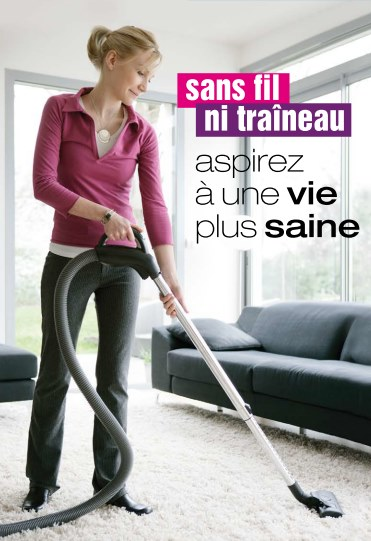 sans fil
ni traîneau
aspirez
à une vie
plus saine